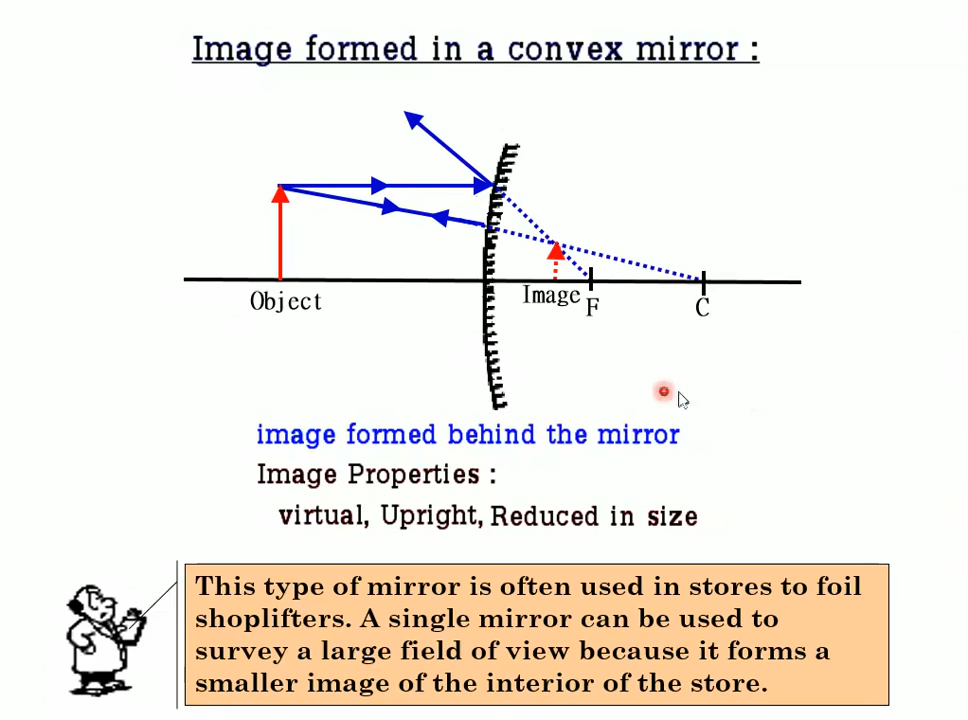 Image formed in a convex mirror :
Object
Image
F
C
image formed behind the mirror
Image Properties :
virtual, Upright, Reduced in size
This type of mirror is often used in stores to foil
shoplifters. A single mirror can be used to
survey a large field of view because it forms a
smaller image of the interior of the store.